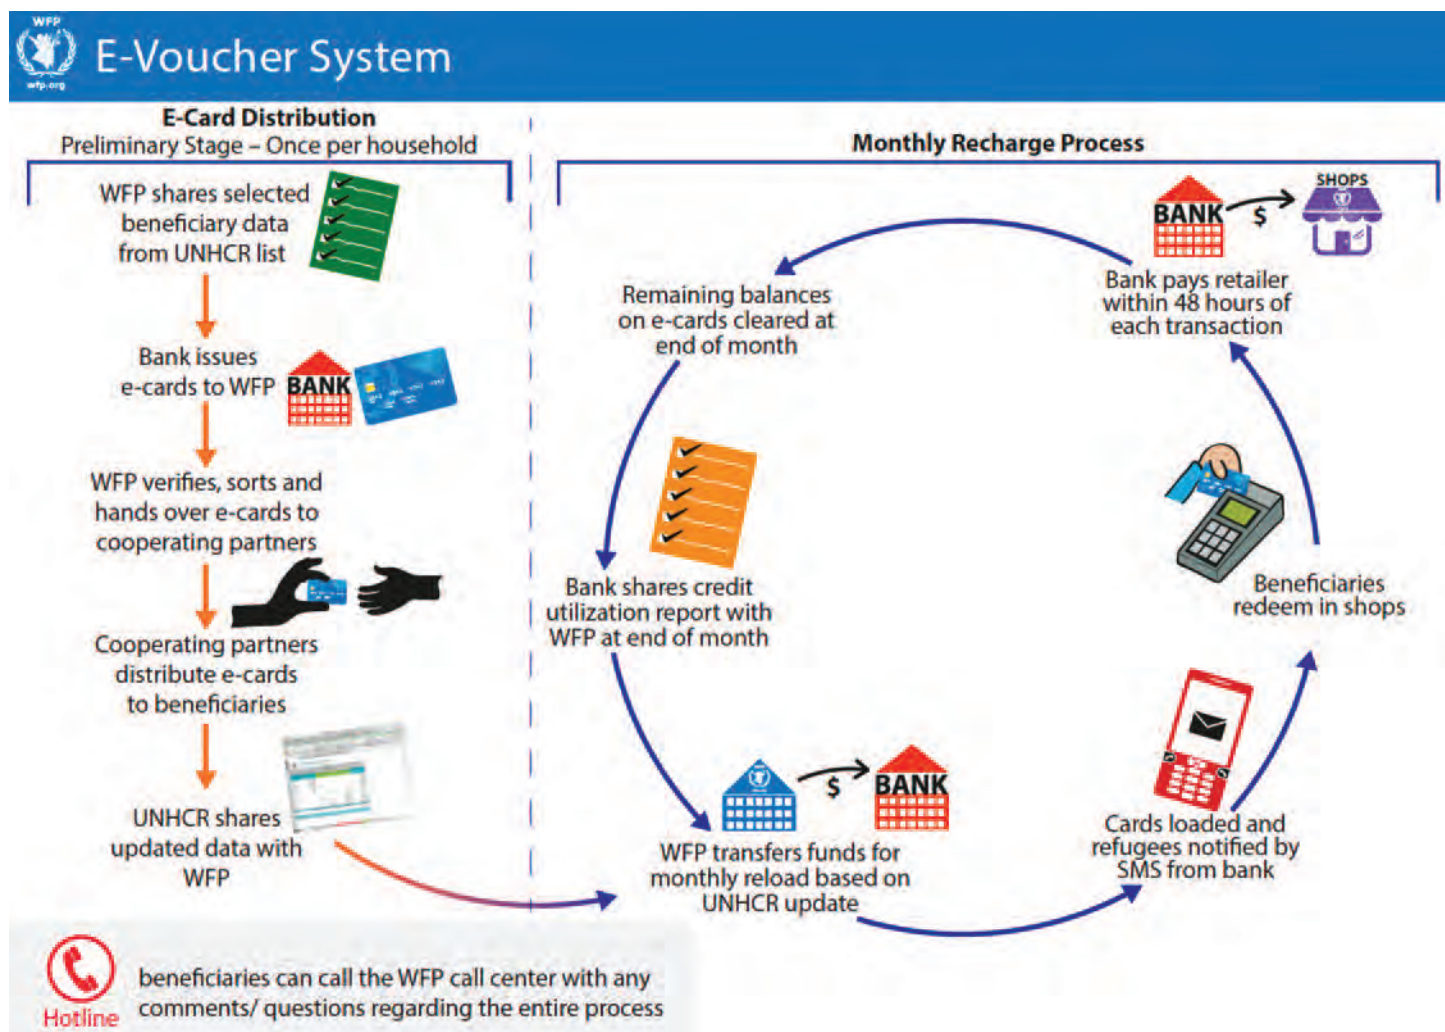 WFP
wfp.org
E-Voucher System
E-Card Distribution
Preliminary Stage – Once per household
WFP shares selected
beneficiary data
from UNHCR list
Bank issues
e-cards to WFP
BANK
WFP verifies, sorts and
hands over e-cards to
cooperating partners
Cooperating partners
distribute e-cards
to beneficiaries
UNHCR shares
updated data with
WFP
Monthly Recharge Process
BANK
$
SHOPS
Bank pays retailer
within 48 hours of
each transaction
Remaining balances
on e-cards cleared at
end of month
Bank shares credit
utilization report with
WFP at end of month
$
BANK
WFP transfers funds for
monthly reload based on
UNHCR update
Cards loaded and
refugees notified by
SMS from bank
Beneficiaries
redeem in shops
Hotline
beneficiaries can call the WFP call center with any
comments/ questions regarding the entire process